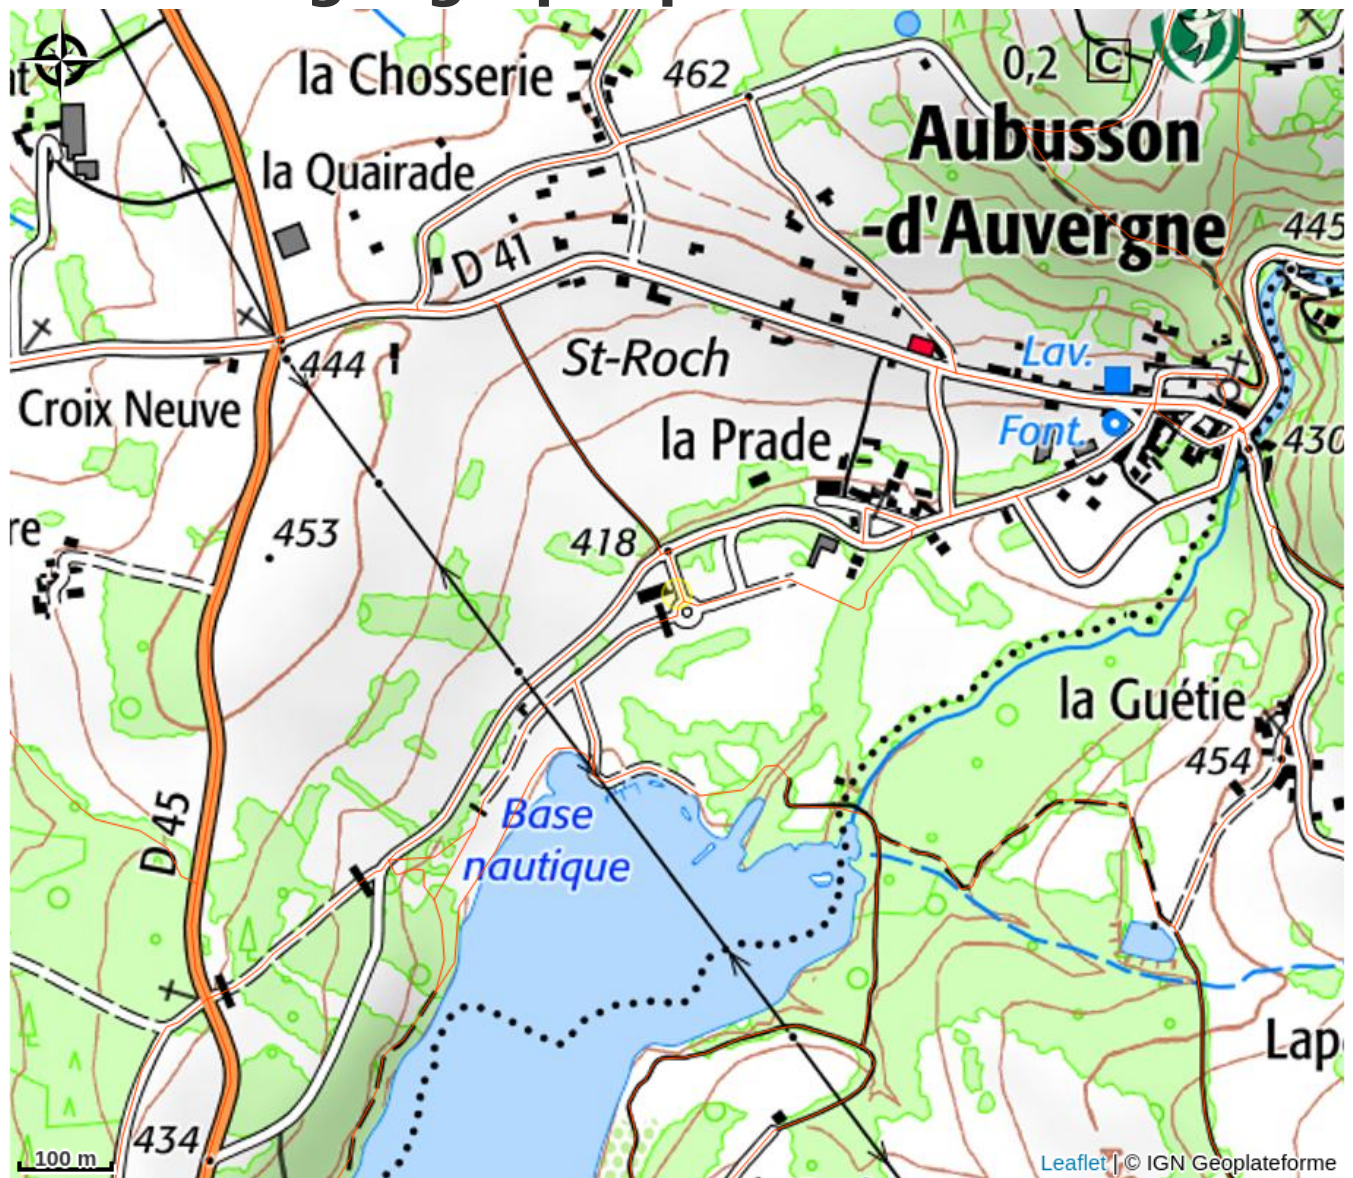 la Chosserie
462
0,2 C
Aubusson
-d'Auvergne
la Quairade
D 41
445
444
St-Roch
Lav.
Croix Neuve
la Prade
Font.
430
453
418
la Guétie
454
D 45
Base
nautique
Lap
434
100 m
Leaflet | © IGN Geoplateforme